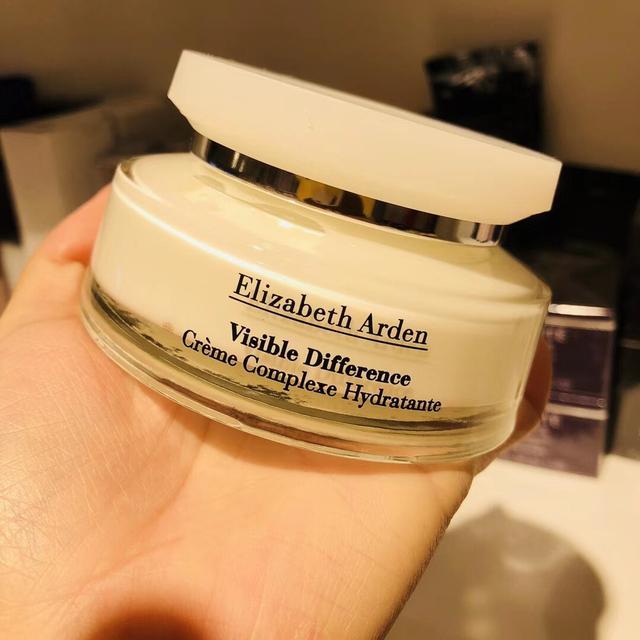 Elizabeth Arden
Visible Difference
Crème Complexe Hydratante